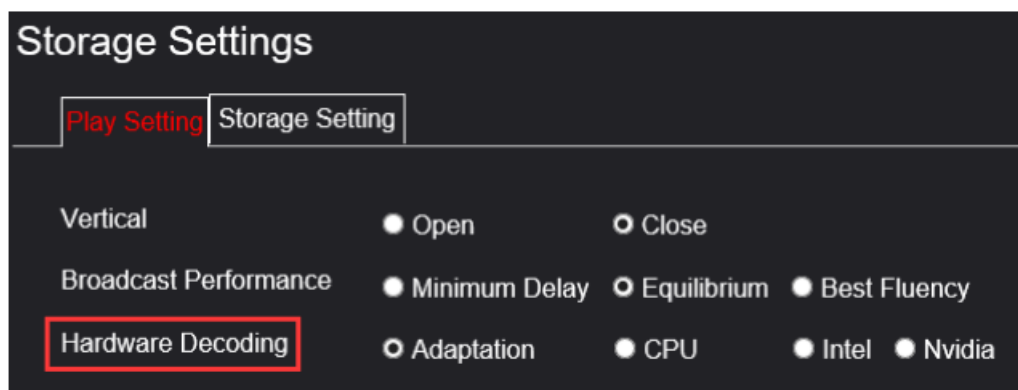 Storage Settings
Play Setting Storage Setting
Vertical Open Close
Broadcast Performance Minimum Delay Equilibrium Best Fluency
Hardware Decoding Adaptation CPU Intel Nvidia